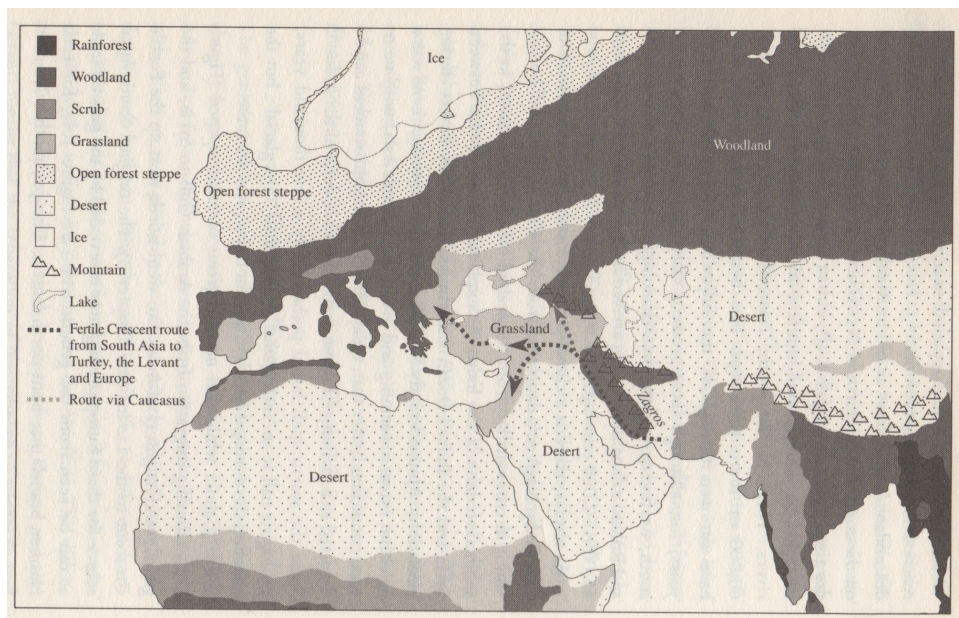 Rainforest
Woodland
Scrub
Grassland
Open forest steppe
Desert
Ice
Mountain
Lake
Fertile Crescent route
from South Asia to
Turkey, the Levant
and Europe
Route via Caucasus
Ice
Woodland
Open forest steppe
Desert
Grassland
Zagros
Desert
Desert